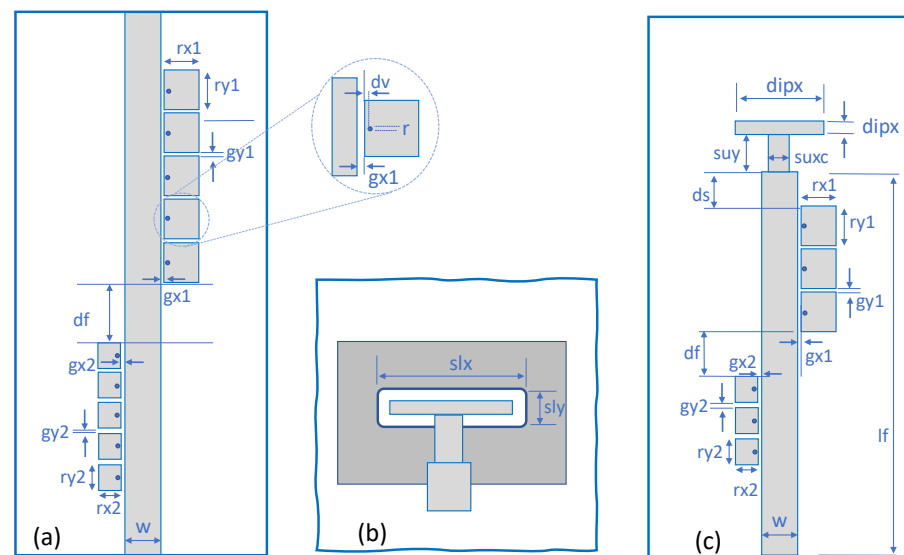 rx1
ry1
gy1
gx1
df
gx2
gy2
ry2
rx2
w
(a)
dv
r
gx1
slx
sly
(b)
dipx
dipx
suy
suxc
ds
rx1
ry1
gy1
gx1
df
gx2
gy2
ry2
rx2
lf
w
(c)